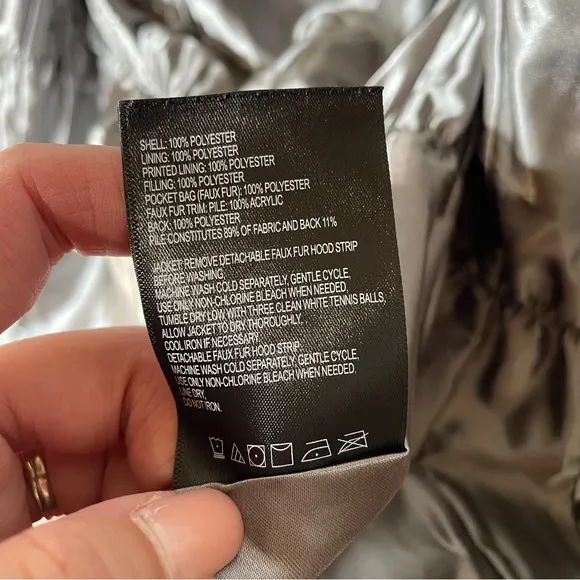 SHELL: 100% POLYESTER
LINING: 100% POLYESTER
PRINTED LINING: 100% POLYESTER
FILLING: 100% POLYESTER
POCKET BAG (FAUX FUR): 100% POLYESTER
FAUX FUR TRIM: PILE: 100% ACRYLIC
BACK: 100% POLYESTER
PILE CONSTITUTES 89% OF FABRIC AND BACK 11%
JACKET REMOVE DETACHABLE FAUX FUR HOOD STRIP
BEFORE WASHING
MACHINE WASH COLD SEPARATELY, GENTLE CYCLE,
USE ONLY NON-CHLORINE BLEACH WHEN NEEDED,
TUMBLE DRY LOW WITH THREE CLEAN WHITE TENNIS BALLS,
ALLOW JACKET TO DRY THOROUGHLY.
COOL IRON IF NECESSARY.
DETACHABLE FAUX FUR HOOD STRIP
MACHINE WASH COLD SEPARATELY, GENTLE CYCLE,
USE ONLY NON-CHLORINE BLEACH WHEN NEEDED,
LINE DRY.
DO NOT IRON.